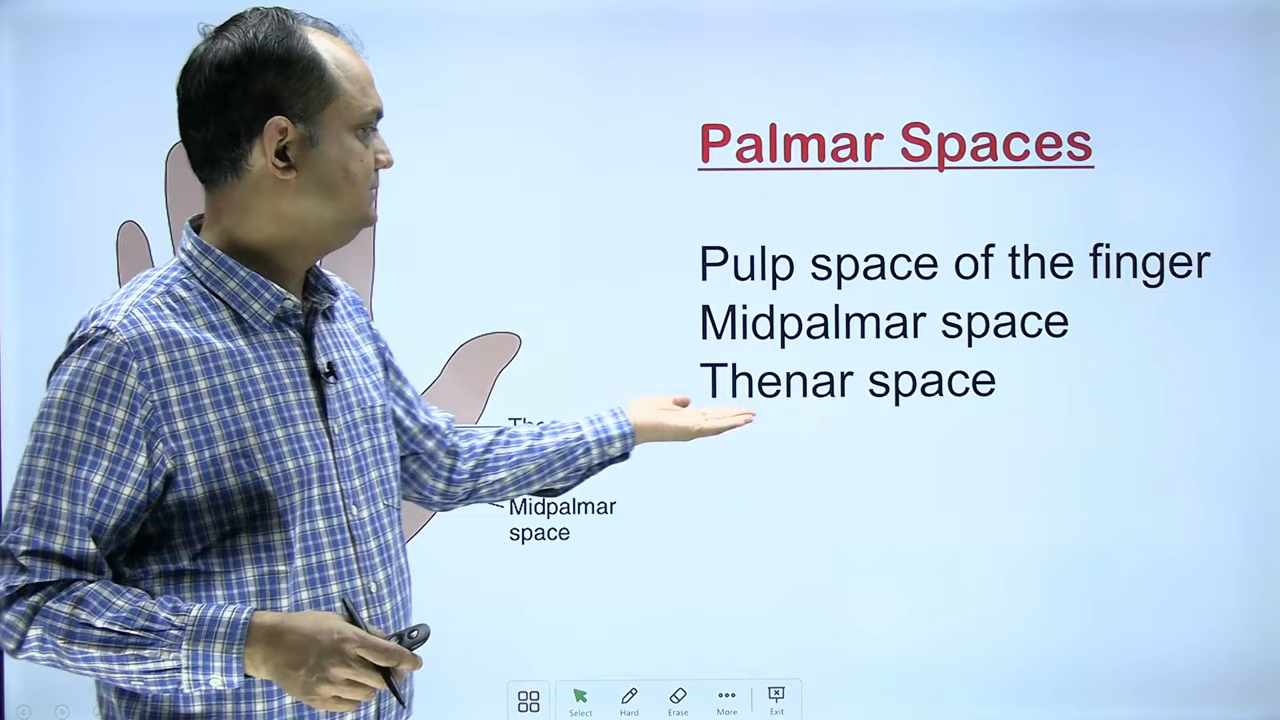 Palmar Spaces
Pulp space of the finger
Midpalmar space
Thenar space
Midpalmar
space
Select
Hard
Erase
More
Exit